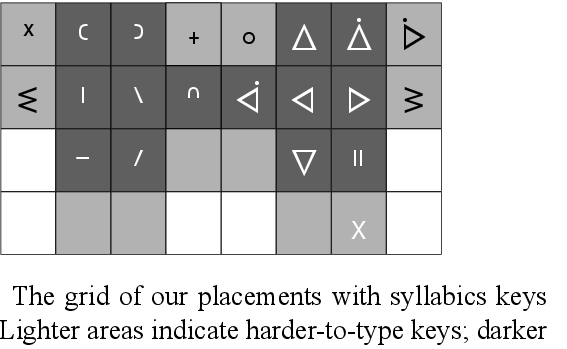 ᕽ ᒼ ᐣ ᐩ ᐤ ᐃ ᐄ ᐆ
ᓬ ᑊ ᐠ ᐢ ᐋ ᐊ ᐅ ᕒ
ᐨ ᐟ ᐁ ᐦ
᙮
The grid of our placements with syllabics keys
Lighter areas indicate harder-to-type keys; darker